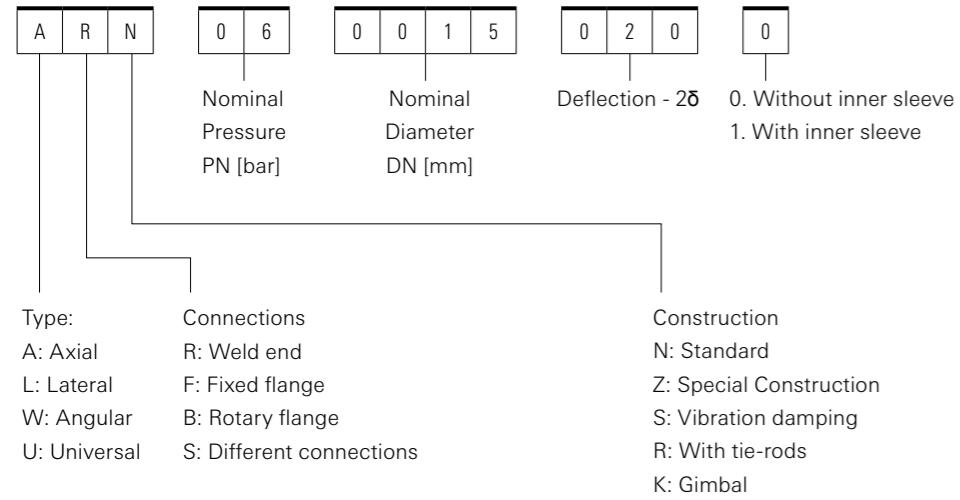 A R N 0 6 0 0 1 5 0 2 0 0
Nominal Pressure PN [bar]
Nominal Diameter DN [mm]
Deflection - 2δ
0. Without inner sleeve
1. With inner sleeve
Type:
A: Axial
L: Lateral
W: Angular
U: Universal
Connections
R: Weld end
F: Fixed flange
B: Rotary flange
S: Different connections
Construction
N: Standard
Z: Special Construction
S: Vibration damping
R: With tie-rods
K: Gimbal